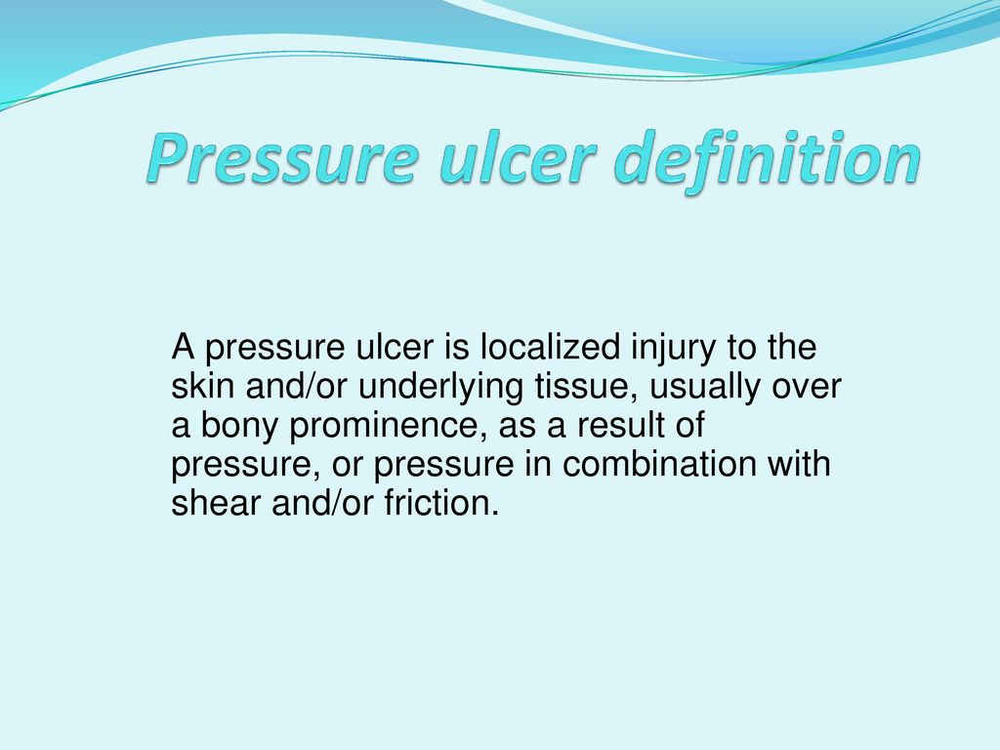 Pressure ulcer definition
A pressure ulcer is localized injury to the
skin and/or underlying tissue, usually over
a bony prominence, as a result of
pressure, or pressure in combination with
shear and/or friction.